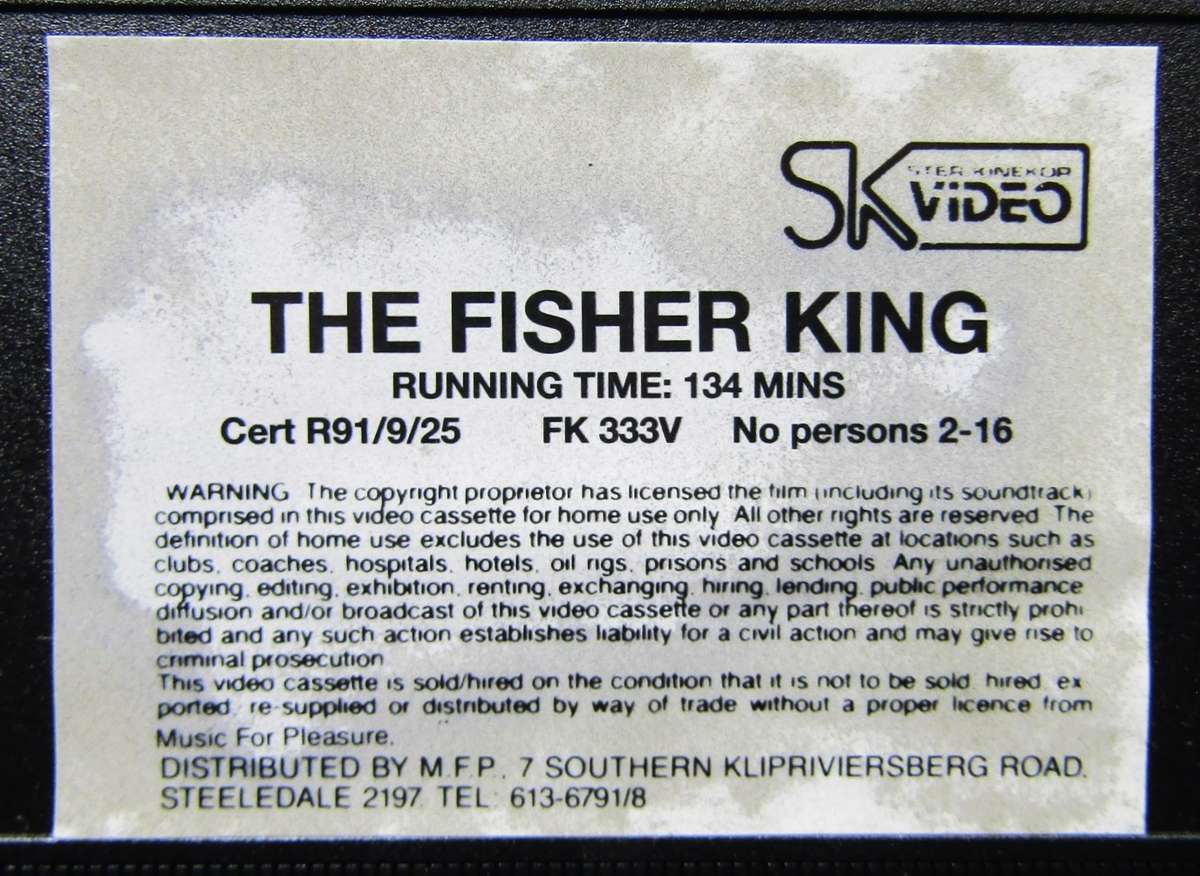 SK STER KINEKOR
VIDEO
THE FISHER KING
RUNNING TIME: 134 MINS
Cert R91/9/25 FK 333V No persons 2-16
WARNING The copyright proprietor has licensed the film (including its soundtrack)
comprised in this video cassette for home use only All other rights are reserved The
definition of home use excludes the use of this video cassette at locations such as
clubs, coaches, hospitals, hotels, oil rigs, prisons and schools Any unauthorised
copying, editing, exhibition, renting, exchanging, hiring, lending, public performance
diffusion and/or broadcast of this video cassette or any part thereof is strictly prohi
bited and any such action establishes liability for a civil action and may give rise to
criminal prosecution
This video cassette is sold/hired on the condition that it is not to be sold hired ex
ported re-supplied or distributed by way of trade without a proper licence from
Music For Pleasure.
DISTRIBUTED BY M.F.P., 7 SOUTHERN KLIPRIVIERSBERG ROAD,
STEELEDALE 2197. TEL: 613-6791/8